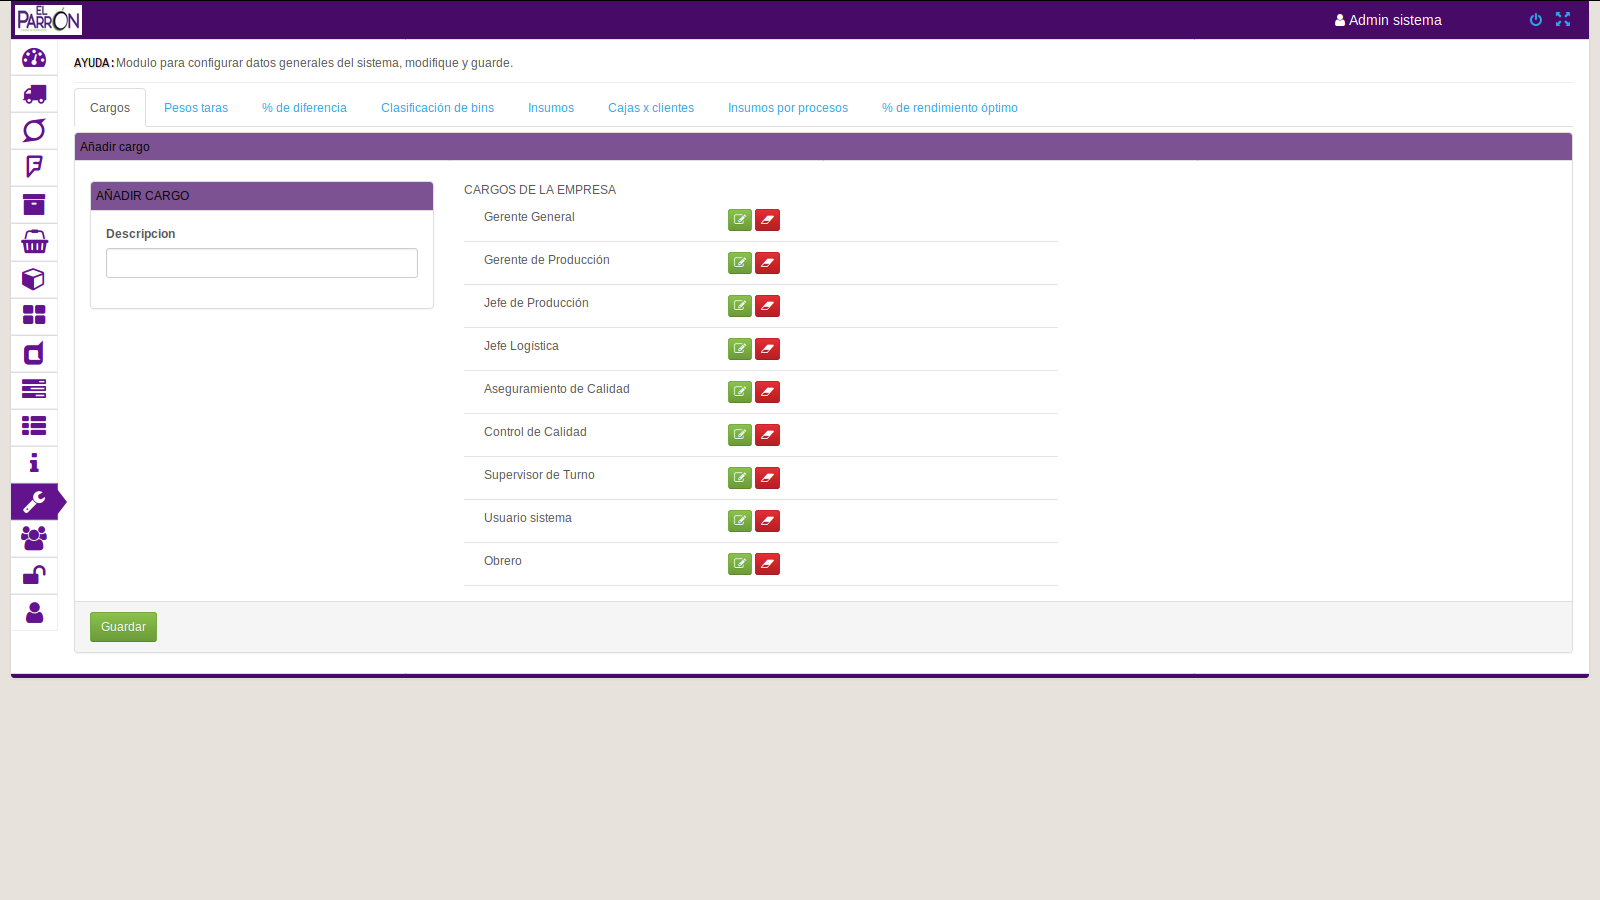 EL
PARRÓN
Admin sistema
AYUDA: Modulo para configurar datos generales del sistema, modifique y guarde.
Cargos
Pesos taras
% de diferencia
Clasificación de bins
Insumos
Cajas x clientes
Insumos por procesos
% de rendimiento óptimo
Añadir cargo
AÑADIR CARGO
Descripcion
CARGOS DE LA EMPRESA
Gerente General
Gerente de Producción
Jefe de Producción
Jefe Logística
Aseguramiento de Calidad
Control de Calidad
Supervisor de Turno
Usuario sistema
Obrero
Guardar